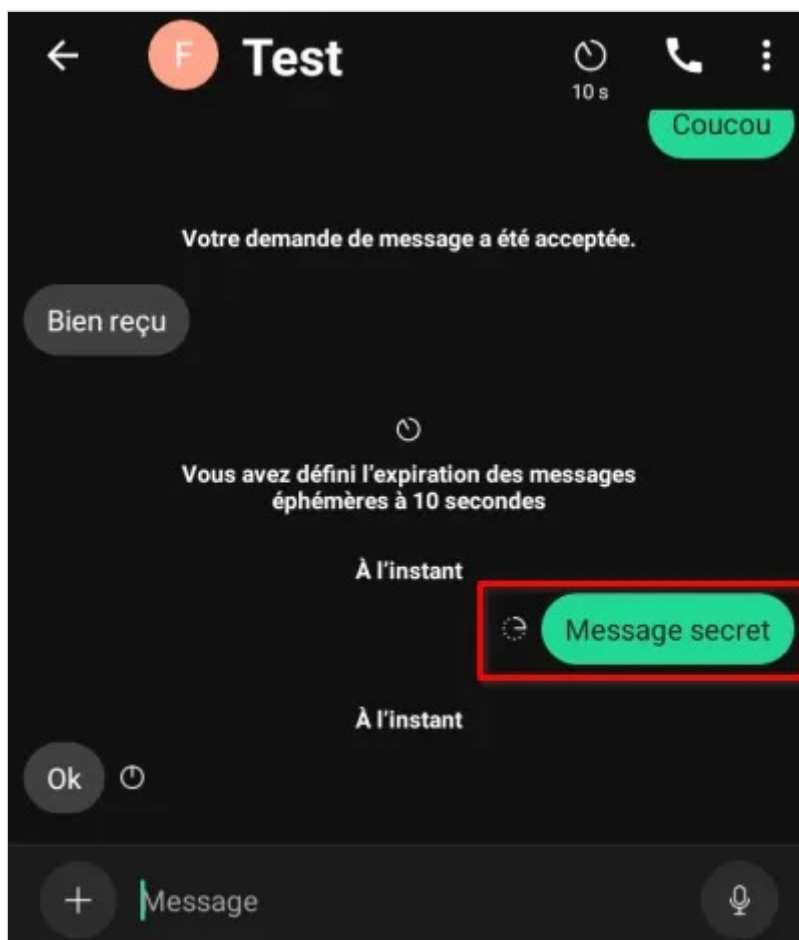 F
Test
10 s
Coucou
Votre demande de message a été acceptée.
Bien reçu
Vous avez défini l’expiration des messages
éphémères à 10 secondes
À l’instant
Message secret
À l’instant
Ok
Message